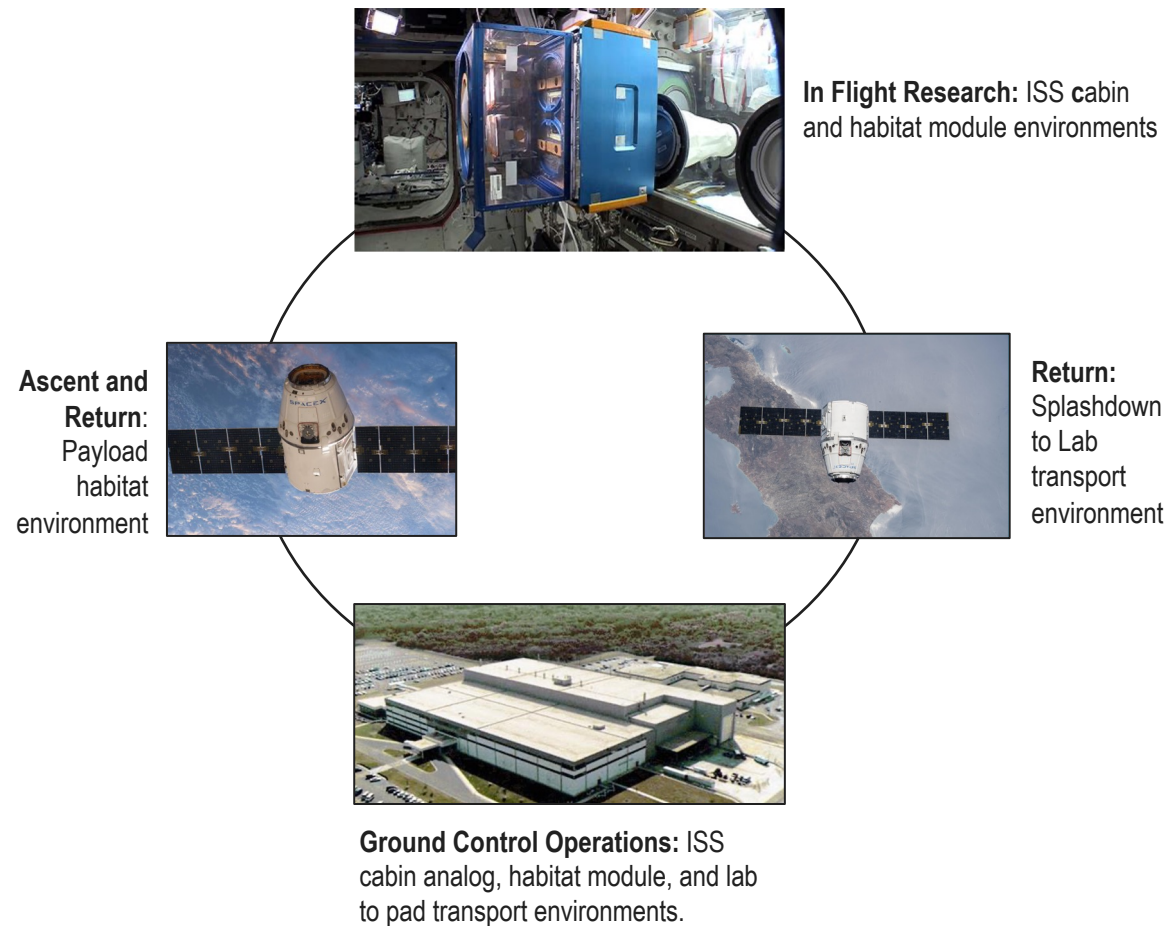 In Flight Research: ISS cabin
and habitat module environments
Ascent and
Return:
Payload
habitat
environment
SPACEX
Return:
Splashdown
to Lab
transport
environment
Ground Control Operations: ISS
cabin analog, habitat module, and lab
to pad transport environments.